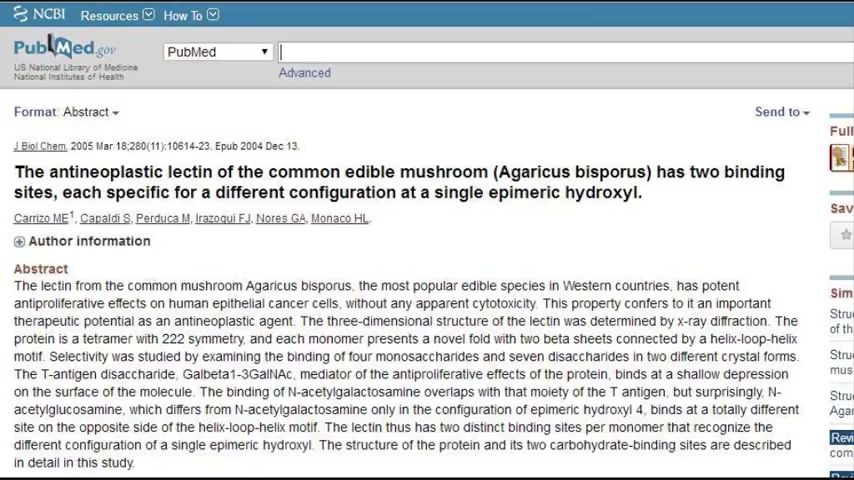 NCBI Resources How To
PubMed.gov
US National Library of Medicine
National Institutes of Health
PubMed
Advanced
Format: Abstract
Send to
J Biol Chem. 2005 Mar 18;280(11):10614-23. Epub 2004 Dec 13.
The antineoplastic lectin of the common edible mushroom (Agaricus bisporus) has two binding
sites, each specific for a different configuration at a single epimeric hydroxyl.
Carrizo ME1, Capaldi S, Perduca M, Irazoqui FJ, Nores GA, Monaco HL.
Author information
Abstract
The lectin from the common mushroom Agaricus bisporus, the most popular edible species in Western countries, has potent
antiproliferative effects on human epithelial cancer cells, without any apparent cytotoxicity. This property confers to it an important
therapeutic potential as an antineoplastic agent. The three-dimensional structure of the lectin was determined by x-ray diffraction. The
protein is a tetramer with 222 symmetry, and each monomer presents a novel fold with two beta sheets connected by a helix-loop-helix
motif. Selectivity was studied by examining the binding of four monosaccharides and seven disaccharides in two different crystal forms.
The T-antigen disaccharide, Galbeta1-3GalNAc, mediator of the antiproliferative effects of the protein, binds at a shallow depression
on the surface of the molecule. The binding of N-acetylgalactosamine overlaps with that moiety of the T antigen, but surprisingly, N-
acetylglucosamine, which differs from N-acetylgalactosamine only in the configuration of epimeric hydroxyl 4, binds at a totally different
site on the opposite side of the helix-loop-helix motif. The lectin thus has two distinct binding sites per monomer that recognize the
different configuration of a single epimeric hydroxyl. The structure of the protein and its two carbohydrate-binding sites are described
in detail in this study.
Full
Sav
Sim
Struc
of the
Struc
mus
Struc
Agar
Revi
com